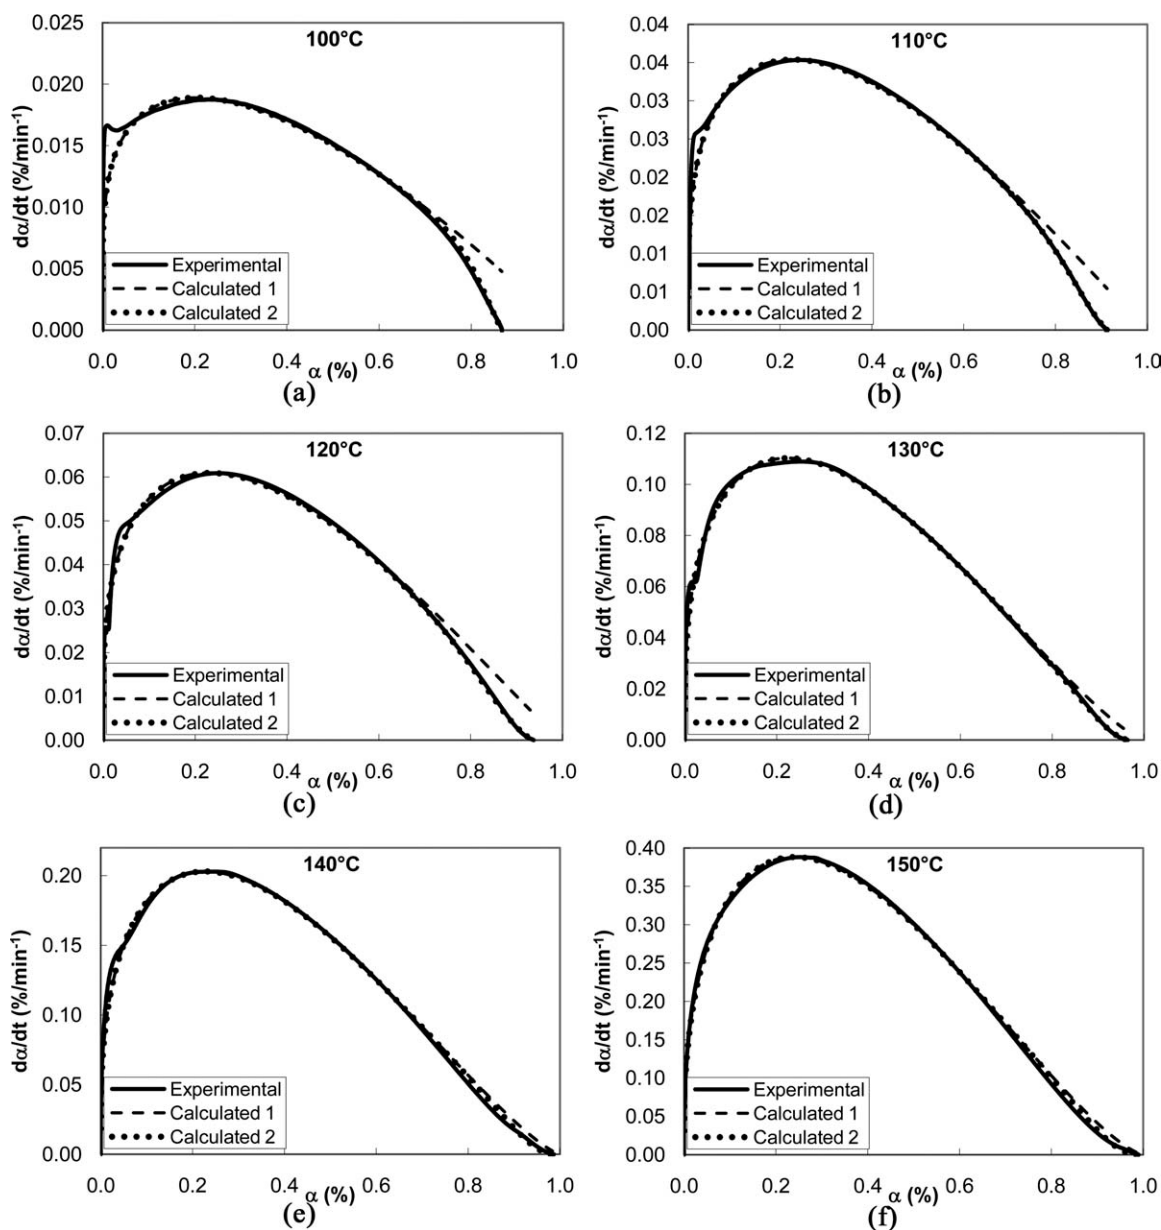 100°C
dα/dt (%/min⁻¹)
0.025
0.020
0.015
0.010
0.005
0.000
Experimental
Calculated 1
Calculated 2
0.0 0.2 0.4 0.6 0.8 1.0
α (%)
(a)
110°C
dα/dt (%/min⁻¹)
0.04
0.04
0.03
0.03
0.02
0.02
0.01
0.01
0.00
Experimental
Calculated 1
Calculated 2
0.0 0.2 0.4 0.6 0.8 1.0
α (%)
(b)
120°C
dα/dt (%/min⁻¹)
0.07
0.06
0.05
0.04
0.03
0.02
0.01
0.00
Experimental
Calculated 1
Calculated 2
0.0 0.2 0.4 0.6 0.8 1.0
α (%)
(c)
130°C
dα/dt (%/min⁻¹)
0.12
0.10
0.08
0.06
0.04
0.02
0.00
Experimental
Calculated 1
Calculated 2
0.0 0.2 0.4 0.6 0.8 1.0
α (%)
(d)
140°C
dα/dt (%/min⁻¹)
0.20
0.15
0.10
0.05
0.00
Experimental
Calculated 1
Calculated 2
0.0 0.2 0.4 0.6 0.8 1.0
α (%)
(e)
150°C
dα/dt (%/min⁻¹)
0.40
0.35
0.30
0.25
0.20
0.15
0.10
0.05
0.00
Experimental
Calculated 1
Calculated 2
0.0 0.2 0.4 0.6 0.8 1.0
α (%)
(f)